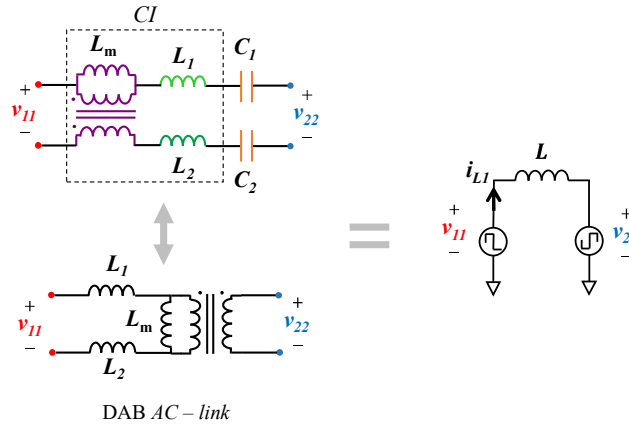 CI
Lm
L1
C1
+
v11
−
+
v22
−
L2
C2
L
iL1
+
v11
−
+
v2
−
L1
+
v11
−
Lm
+
v22
−
L2
DAB AC – link